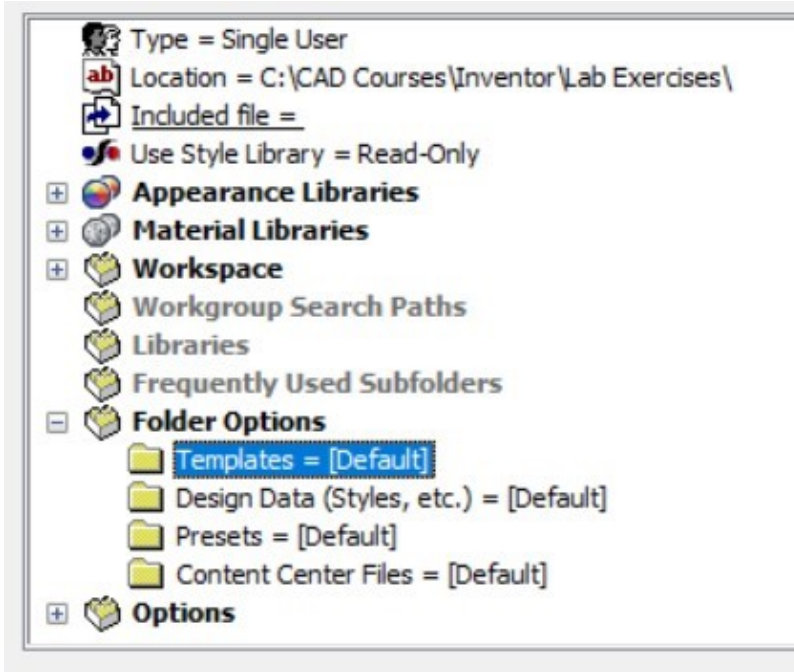 Type = Single User
ab Location = C:\CAD Courses\Inventor\Lab Exercises\
Included file =
Use Style Library = Read-Only
Appearance Libraries
Material Libraries
Workspace
Workgroup Search Paths
Libraries
Frequently Used Subfolders
Folder Options
Templates = [Default]
Design Data (Styles, etc.) = [Default]
Presets = [Default]
Content Center Files = [Default]
Options